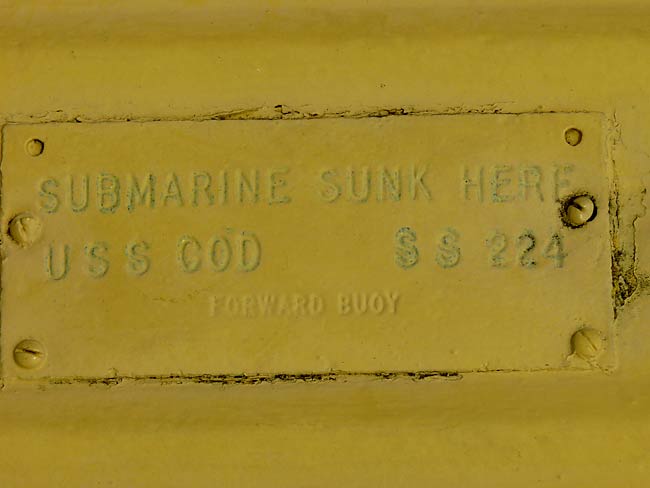 SUBMARINE SUNK HERE
USS COD SS 224
FORWARD BUOY